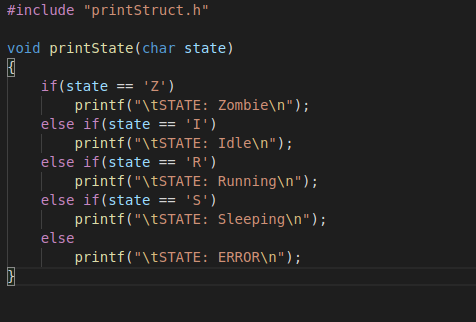 #include "printStruct.h"
void printState(char state)
{
    if(state == 'Z')
        printf("\tSTATE: Zombie\n");
    else if(state == 'I')
        printf("\tSTATE: Idle\n");
    else if(state == 'R')
        printf("\tSTATE: Running\n");
    else if(state == 'S')
        printf("\tSTATE: Sleeping\n");
    else
        printf("\tSTATE: ERROR\n");
}